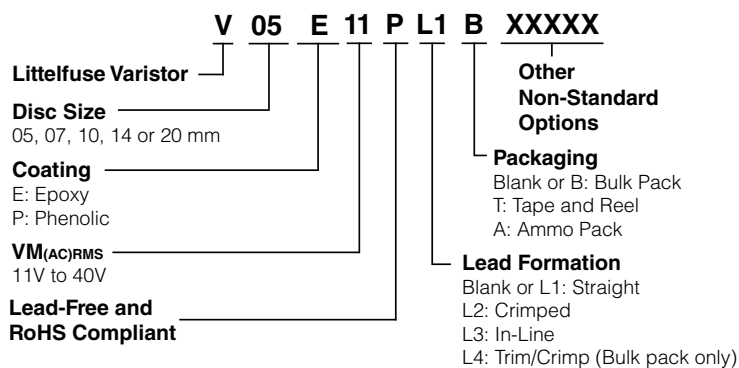 V 05 E 11 P L1 B XXXXX
Littelfuse Varistor
Disc Size
05, 07, 10, 14 or 20 mm
Coating
E: Epoxy
P: Phenolic
VM(AC)RMS
11V to 40V
Lead-Free and
RoHS Compliant
Other
Non-Standard
Options
Packaging
Blank or B: Bulk Pack
T: Tape and Reel
A: Ammo Pack
Lead Formation
Blank or L1: Straight
L2: Crimped
L3: In-Line
L4: Trim/Crimp (Bulk pack only)